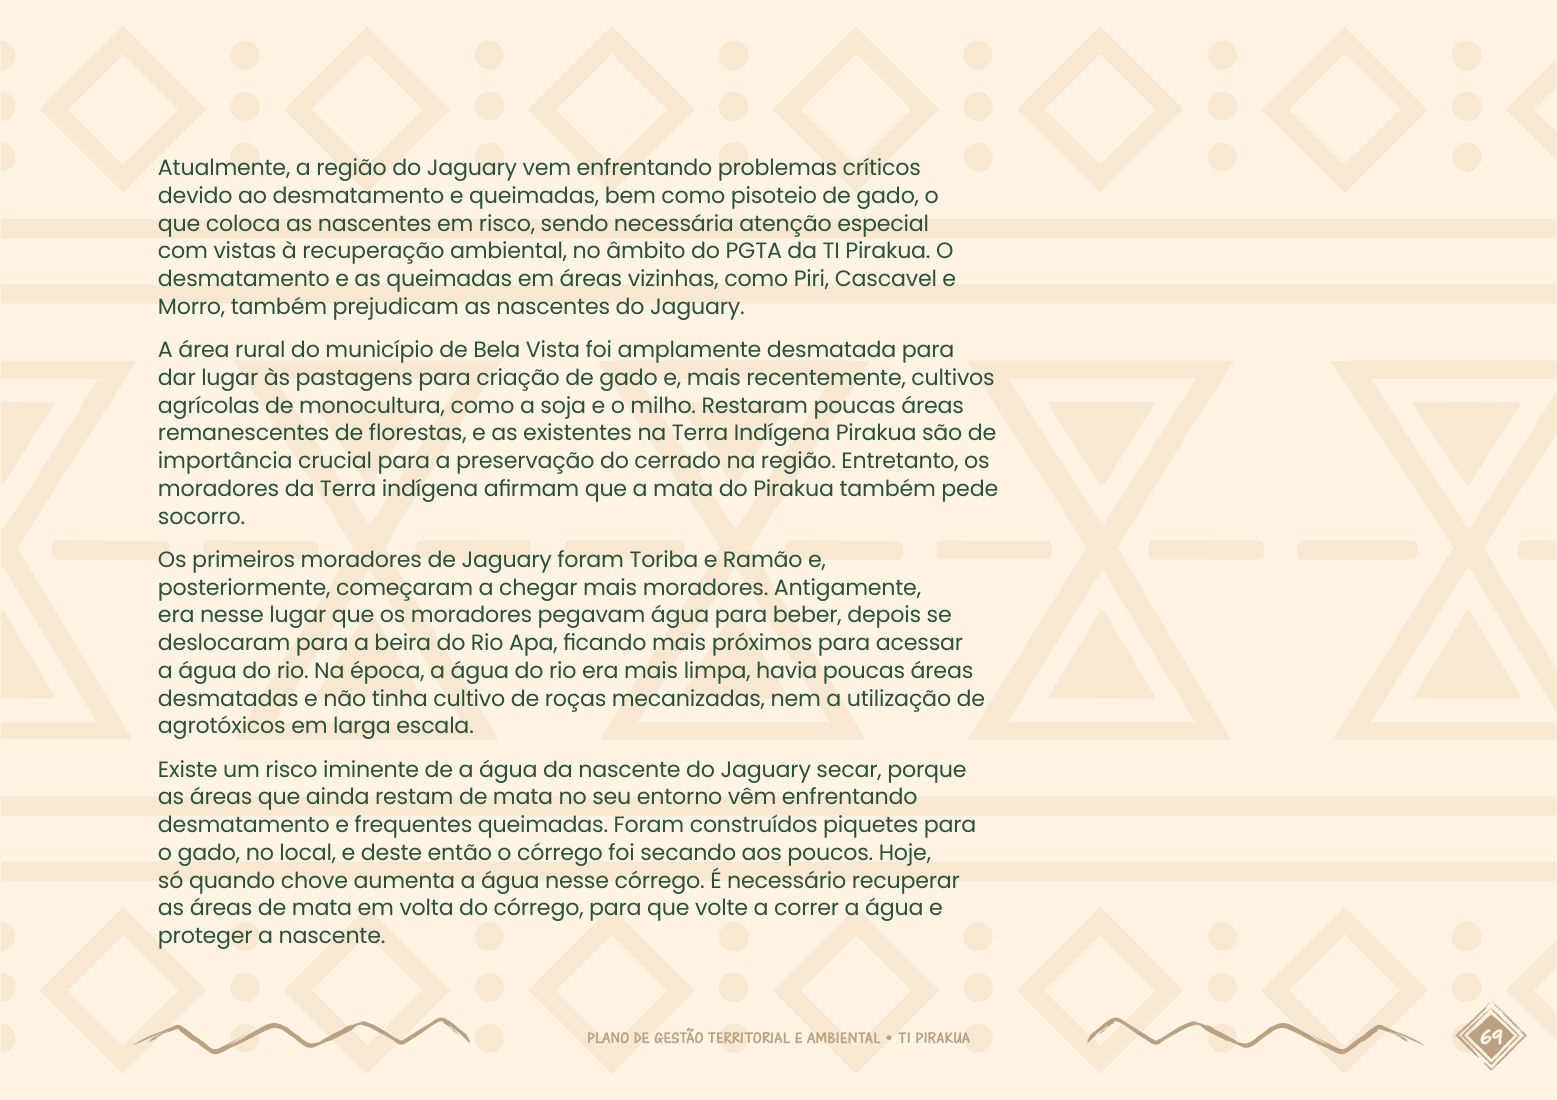 Atualmente, a região do Jaguary vem enfrentando problemas críticos
devido ao desmatamento e queimadas, bem como pisoteio de gado, o
que coloca as nascentes em risco, sendo necessária atenção especial
com vistas à recuperação ambiental, no âmbito do PGTA da TI Pirakua. O
desmatamento e as queimadas em áreas vizinhas, como Piri, Cascavel e
Morro, também prejudicam as nascentes do Jaguary.
A área rural do município de Bela Vista foi amplamente desmatada para
dar lugar às pastagens para criação de gado e, mais recentemente, cultivos
agrícolas de monocultura, como a soja e o milho. Restaram poucas áreas
remanescentes de florestas, e as existentes na Terra Indígena Pirakua são de
importância crucial para a preservação do cerrado na região. Entretanto, os
moradores da Terra indígena afirmam que a mata do Pirakua também pede
socorro.
Os primeiros moradores de Jaguary foram Toriba e Ramão e,
posteriormente, começaram a chegar mais moradores. Antigamente,
era nesse lugar que os moradores pegavam água para beber, depois se
deslocaram para a beira do Rio Apa, ficando mais próximos para acessar
a água do rio. Na época, a água do rio era mais limpa, havia poucas áreas
desmatadas e não tinha cultivo de roças mecanizadas, nem a utilização de
agrotóxicos em larga escala.
Existe um risco iminente de a água da nascente do Jaguary secar, porque
as áreas que ainda restam de mata no seu entorno vêm enfrentando
desmatamento e frequentes queimadas. Foram construídos piquetes para
o gado, no local, e deste então o córrego foi secando aos poucos. Hoje,
só quando chove aumenta a água nesse córrego. É necessário recuperar
as áreas de mata em volta do córrego, para que volte a correr a água e
proteger a nascente.
PLANO DE GESTÃO TERRITORIAL E AMBIENTAL • TI PIRAKUA
69